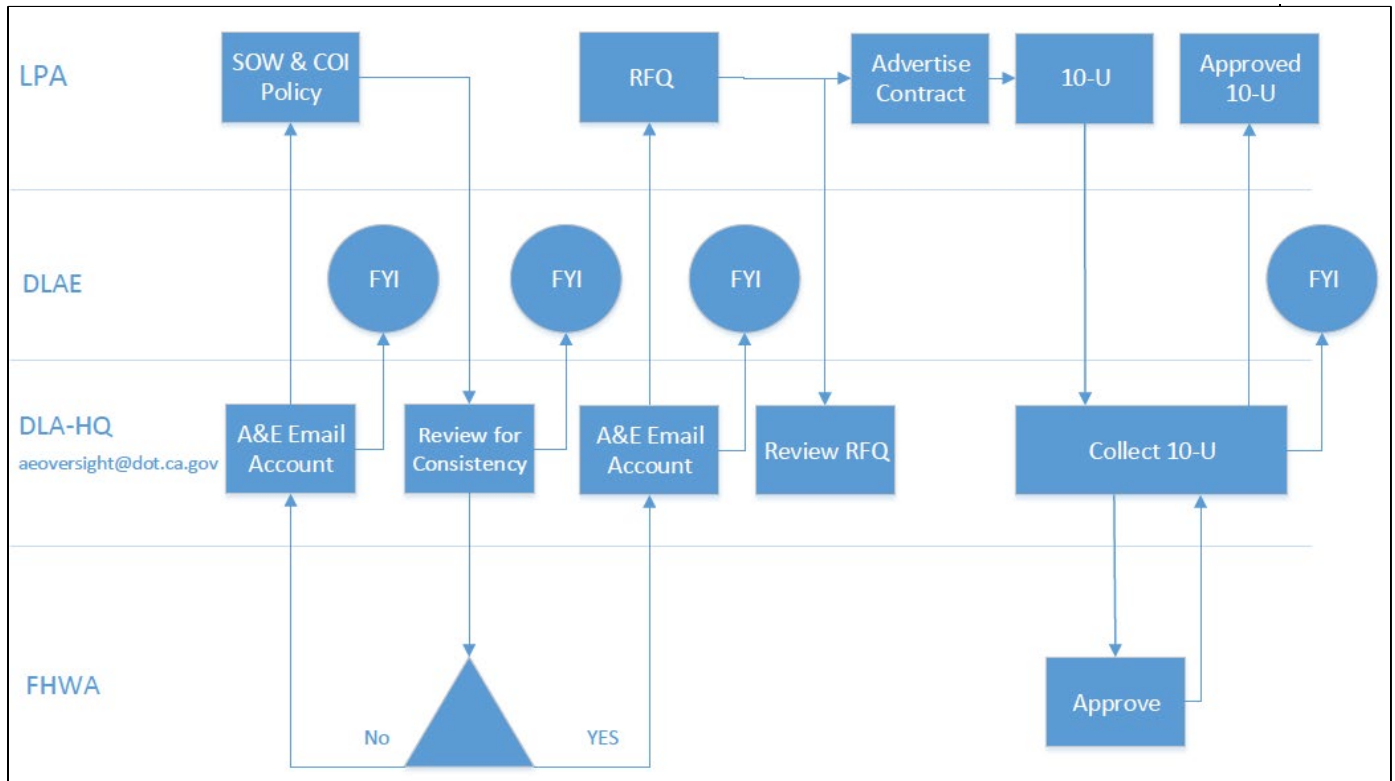 LPA
SOW & COI
Policy
RFQ
Advertise
Contract
10-U
Approved
10-U
DLAE
FYI
FYI
FYI
FYI
DLA-HQ
aeoversight@dot.ca.gov
A&E Email
Account
Review for
Consistency
A&E Email
Account
Review RFQ
Collect 10-U
FHWA
No
YES
Approve